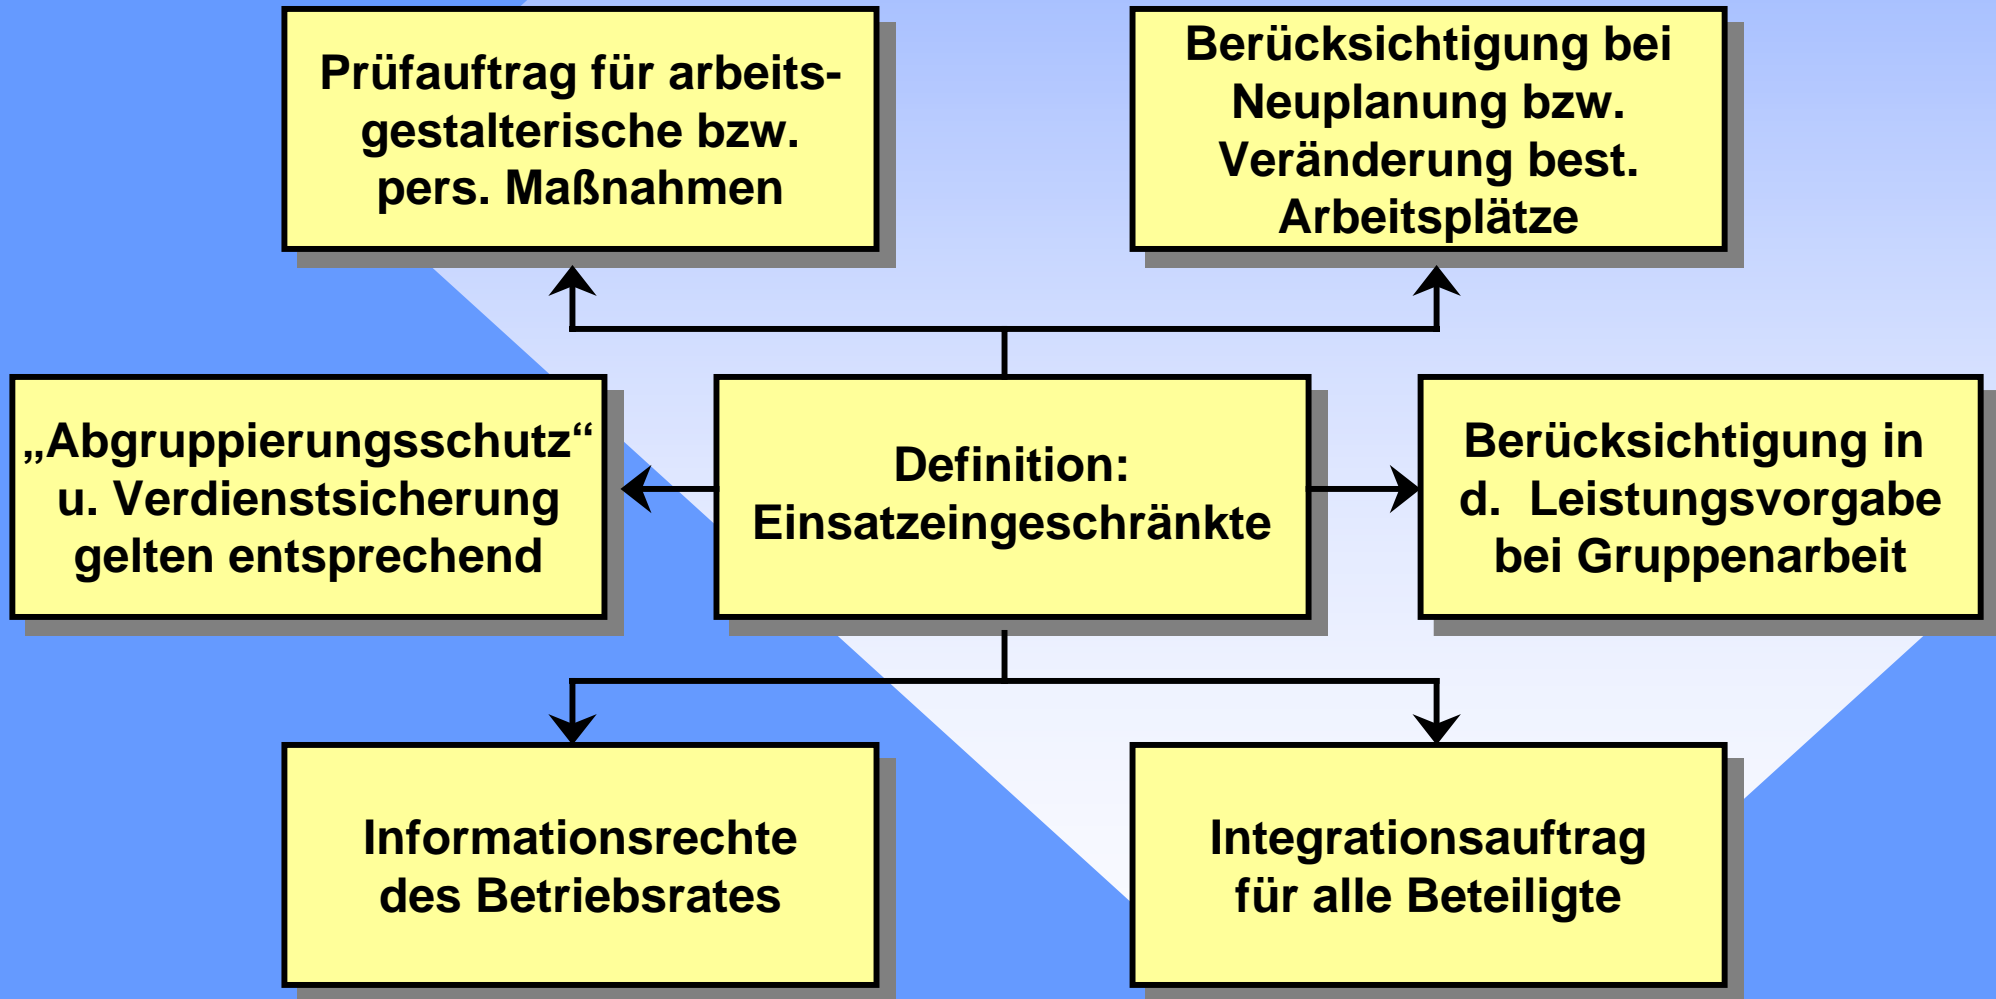 Prüfauftrag für arbeits-
gestalterische bzw.
pers. Maßnahmen
Berücksichtigung bei
Neuplanung bzw.
Veränderung best.
Arbeitsplätze
„Abgruppierungsschutz“
u. Verdienstsicherung
gelten entsprechend
Definition:
Einsatzeingeschränkte
Berücksichtigung in
d.  Leistungsvorgabe
bei Gruppenarbeit
Informationsrechte
des Betriebsrates
Integrationsauftrag
für alle Beteiligte